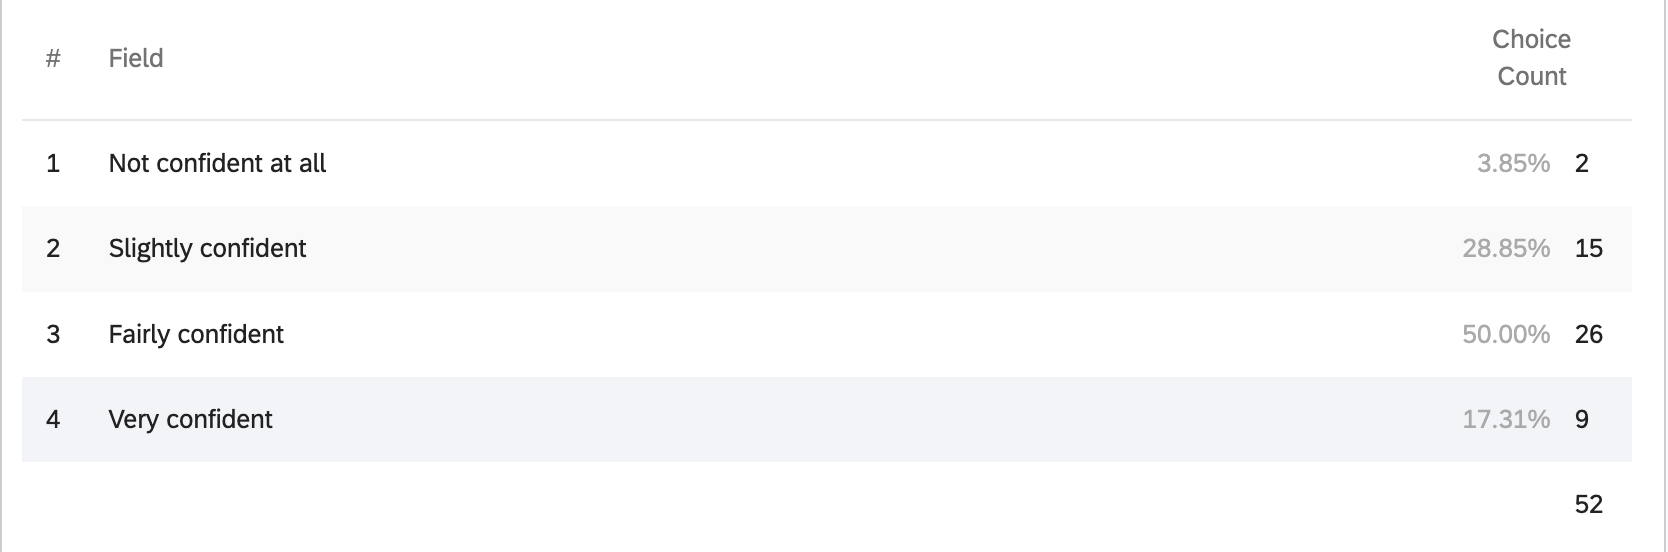 # Field Choice Count
1 Not confident at all 3.85% 2
2 Slightly confident 28.85% 15
3 Fairly confident 50.00% 26
4 Very confident 17.31% 9
52